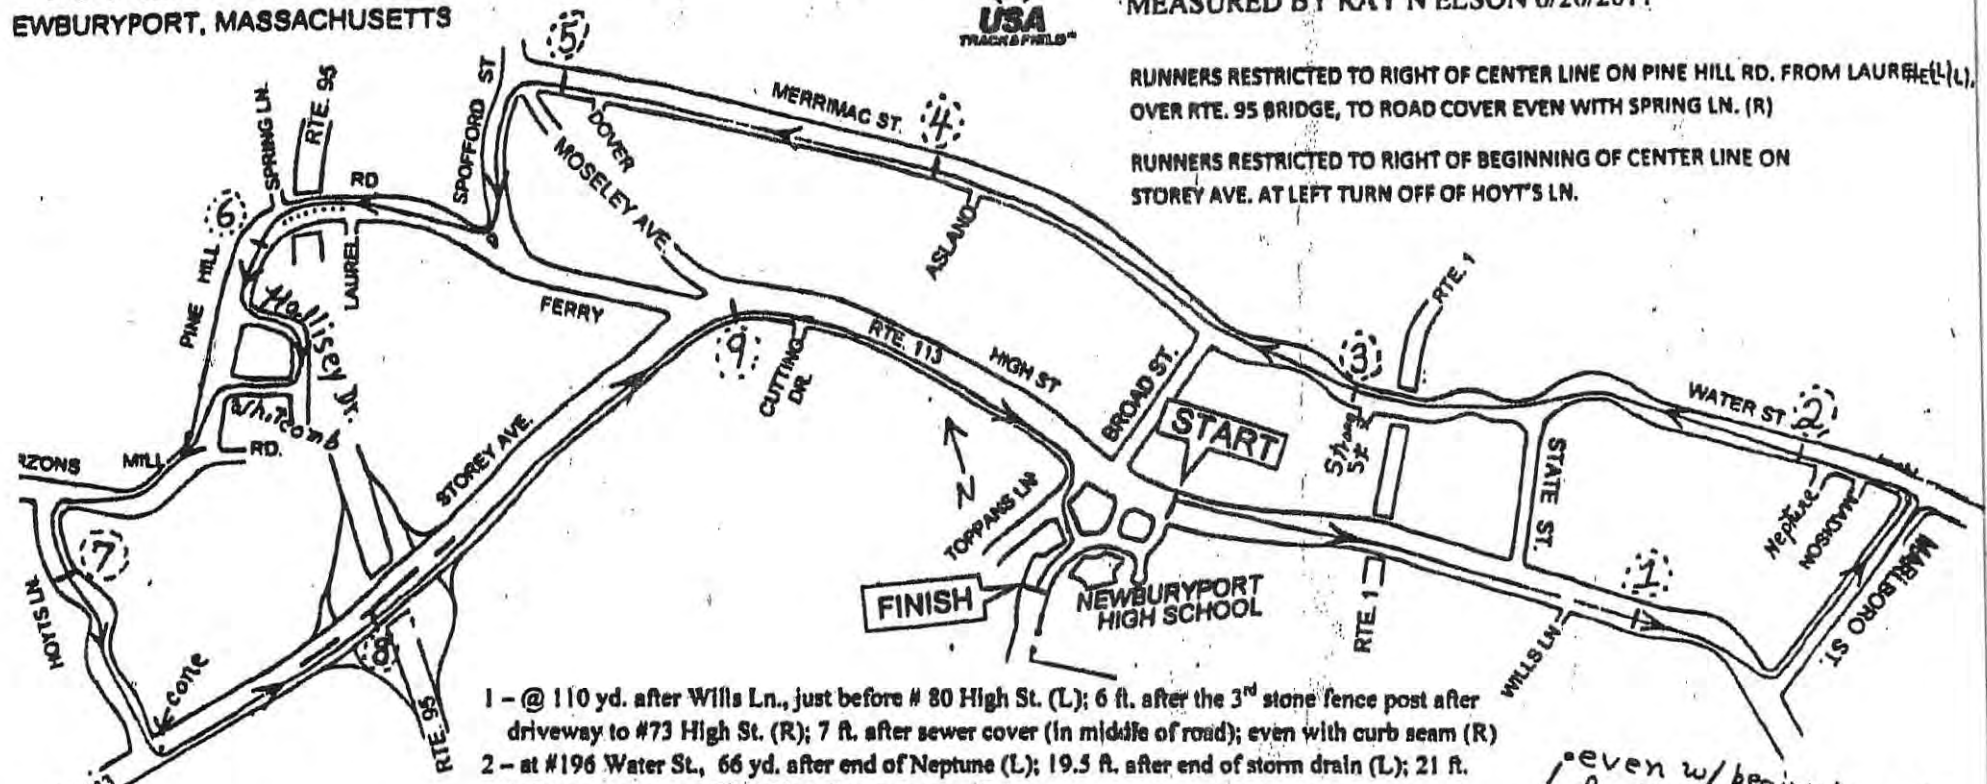 EWBURYPORT, MASSACHUSETTS
USA
TRACK & FIELD
MEASURED BY RAY NELSON
RUNNERS RESTRICTED TO RIGHT OF CENTER LINE ON PINE HILL RD. FROM
OVER RTE. 95 BRIDGE, TO ROAD COVER EVEN WITH SPRING LN. (R)
RUNNERS RESTRICTED TO RIGHT OF BEGINNING OF CENTER LINE ON
STOREY AVE. AT LEFT TURN OFF OF HOYT'S LN.
5
SPOFFORD ST
MERRIMAC ST.
4
DOVER
MOSELEY AVE.
SPRING LN.
RTE. 95
RD
6
PINE HILL
LAUREL
Hallisey Dr.
FERRY
ASLAND
RTE. 1
9
CUTTING
DR.
RTE. 113
HIGH ST
BROAD ST.
START
3
Strong
St
WATER ST
2
STATE ST.
Neptune
MADISON
MARLBORO ST.
Whitcomb
RD.
RZONS
MILL
STOREY AVE.
N
TOPPANS LN
7
HOYTS LN
cone
8
RTE. 95
FINISH
NEWBURYPORT
HIGH SCHOOL
RTE. 1
1
WILLS LN
1 – @ 110 yd. after Wills Ln., just before # 80 High St. (L); 6 ft. after the 3rd stone fence post after
driveway to #73 High St. (R); 7 ft. after sewer cover (in middle of road); even with curb seam (R)
2 – at #196 Water St., 66 yd. after end of Neptune (L); 19.5 ft. after end of storm drain (L); 21 ft.
even w/